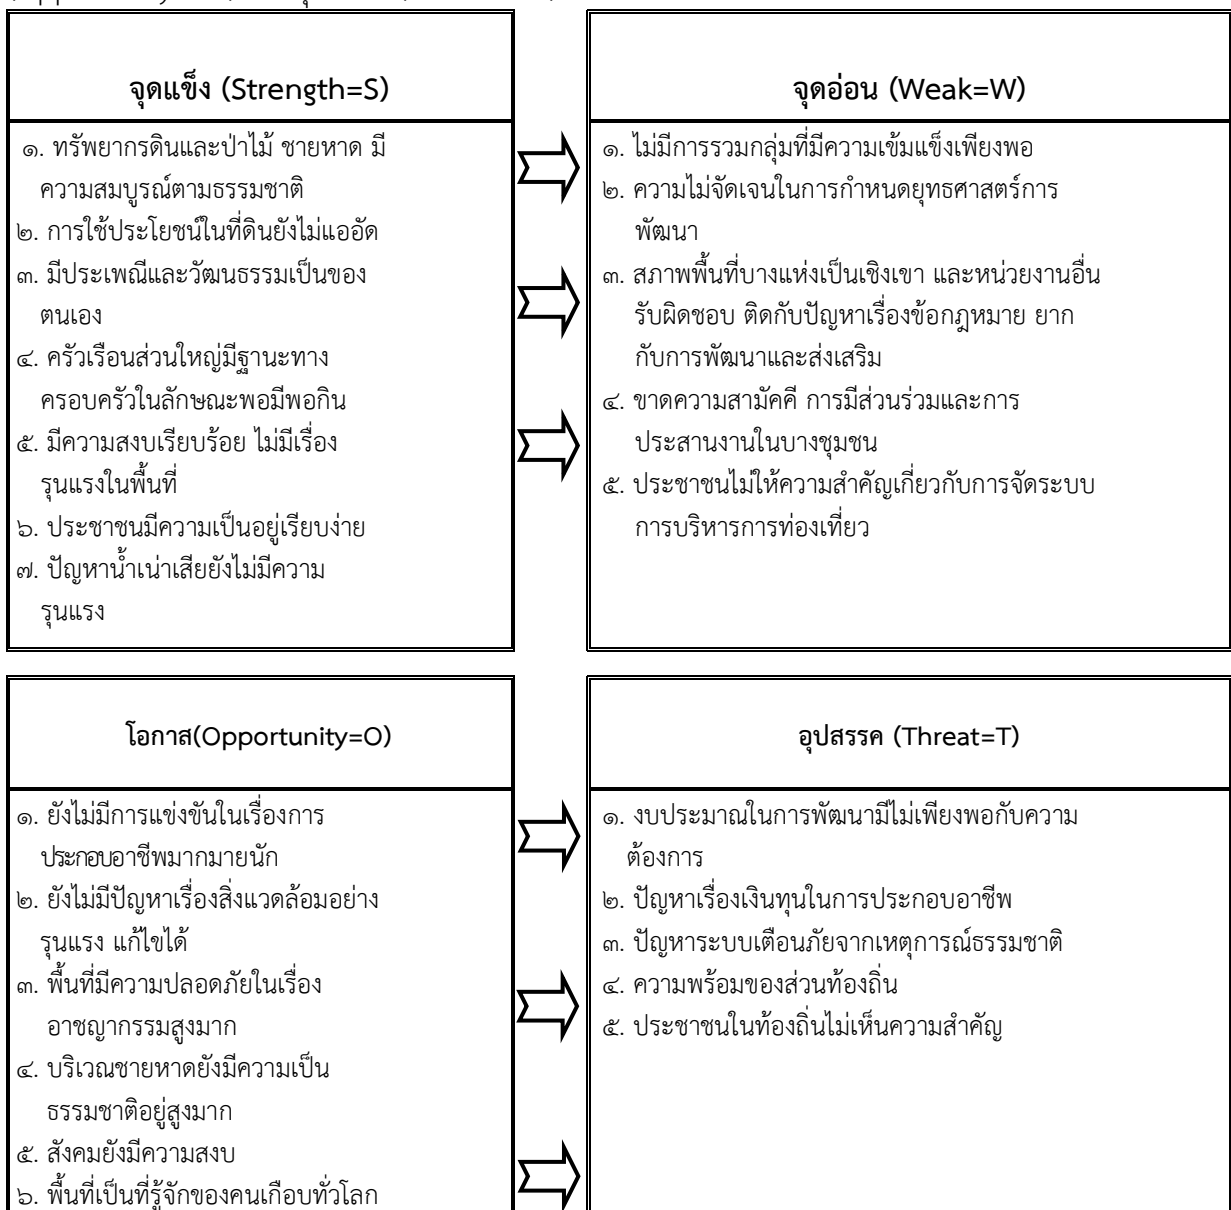 จุดแข็ง (Strength=S)
๑. ทรัพยากรดินและป่าไม้ ชายหาด มี
ความสมบูรณ์ตามธรรมชาติ
๒. การใช้ประโยชน์ในที่ดินยังไม่แออัด
๓. มีประเพณีและวัฒนธรรมเป็นของ
ตนเอง
๔. ครัวเรือนส่วนใหญ่มีฐานะทาง
ครอบครัวในลักษณะพอมีพอกิน
๕. มีความสงบเรียบร้อย ไม่มีเรื่อง
รุนแรงในพื้นที่
๖. ประชาชนมีความเป็นอยู่เรียบง่าย
๗. ปัญหาน้ำเน่าเสียยังไม่มีความ
รุนแรง
จุดอ่อน (Weak=W)
๑. ไม่มีการรวมกลุ่มที่มีความเข้มแข็งเพียงพอ
๒. ความไม่จัดเจนในการกำหนดยุทธศาสตร์การ
พัฒนา
๓. สภาพพื้นที่บางแห่งเป็นเชิงเขา และหน่วยงานอื่น
รับผิดชอบ ติดกับปัญหาเรื่องข้อกฎหมาย ยาก
กับการพัฒนาและส่งเสริม
๔. ขาดความสามัคคี การมีส่วนร่วมและการ
ประสานงานในบางชุมชน
๕. ประชาชนไม่ให้ความสำคัญเกี่ยวกับการจัดระบบ
การบริหารการท่องเที่ยว
โอกาส(Opportunity=O)
๑. ยังไม่มีการแข่งขันในเรื่องการ
ประกอบอาชีพมากมายนัก
๒. ยังไม่มีปัญหาเรื่องสิ่งแวดล้อมอย่าง
รุนแรง แก้ไขได้
๓. พื้นที่มีความปลอดภัยในเรื่อง
อาชญากรรมสูงมาก
๔. บริเวณชายหาดยังมีความเป็น
ธรรมชาติอยู่สูงมาก
๕. สังคมยังมีความสงบ
๖. พื้นที่เป็นที่รู้จักของคนเกือบทั่วโลก
อุปสรรค (Threat=T)
๑. งบประมาณในการพัฒนามีไม่เพียงพอกับความ
ต้องการ
๒. ปัญหาเรื่องเงินทุนในการประกอบอาชีพ
๓. ปัญหาระบบเตือนภัยจากเหตุการณ์ธรรมชาติ
๔. ความพร้อมของส่วนท้องถิ่น
๕. ประชาชนในท้องถิ่นไม่เห็นความสำคัญ